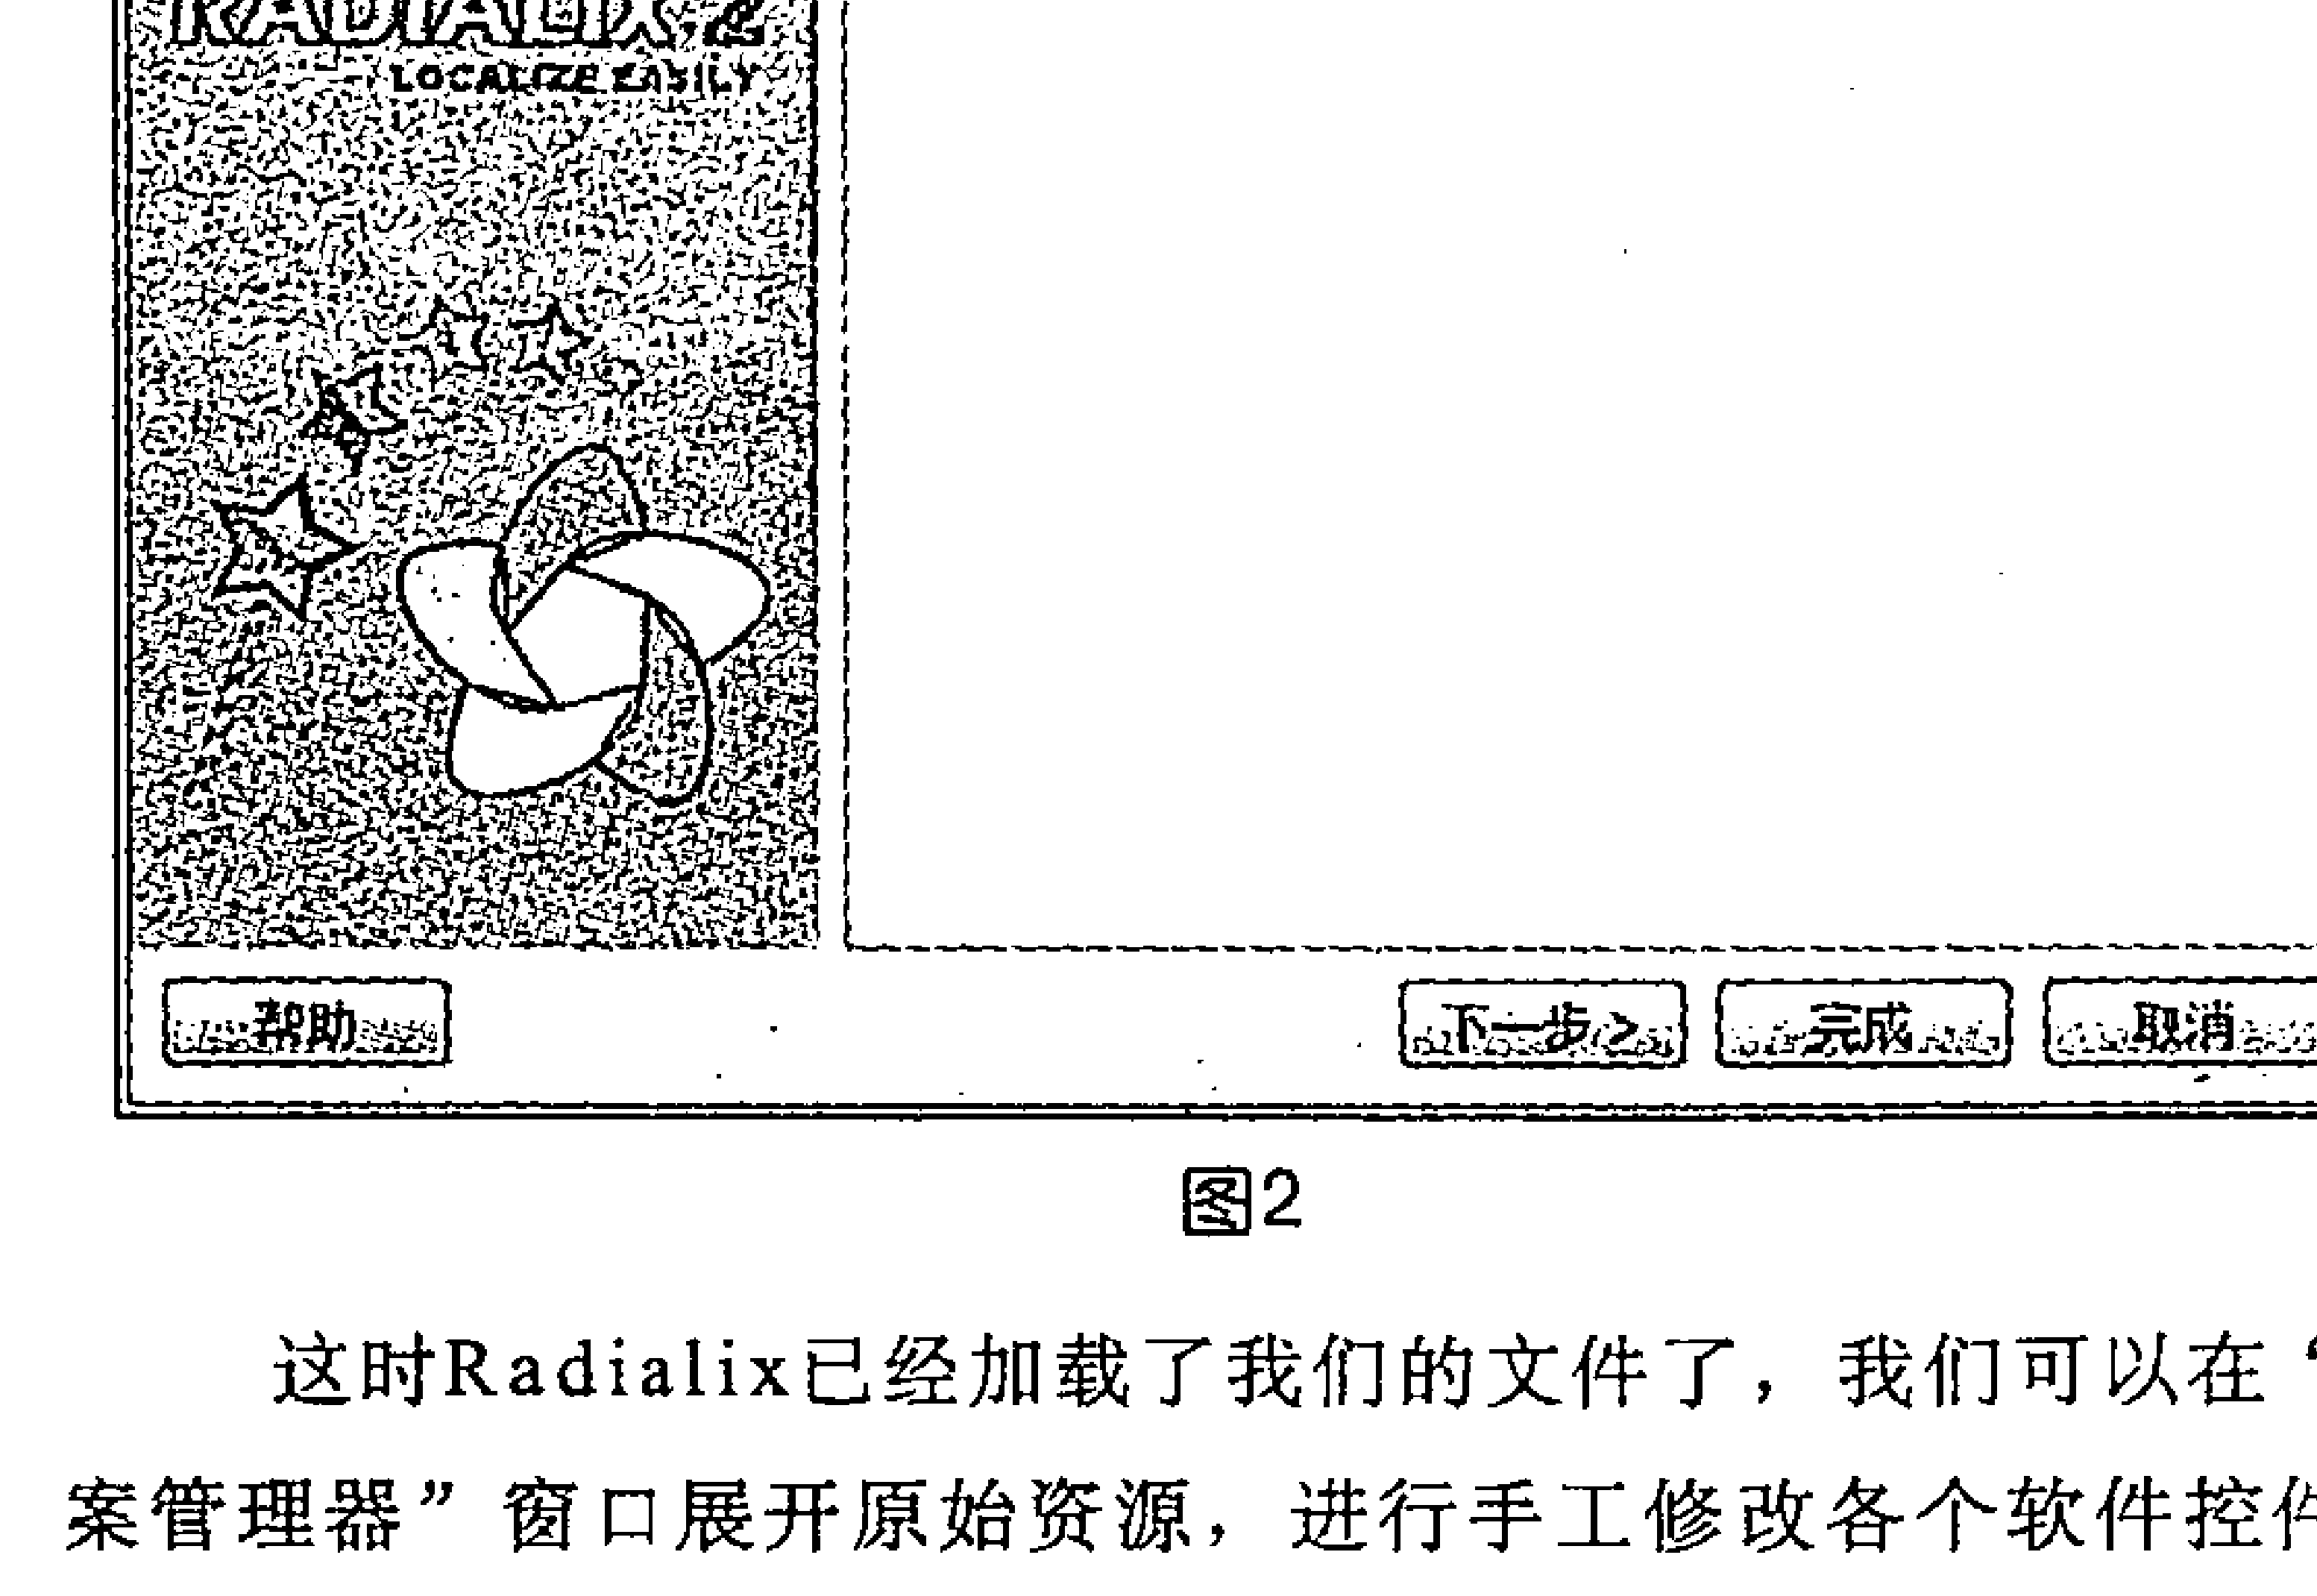 RADIALIX 2
LOCALIZE EASILY
帮助 下一步 > 完成 取消
图2
这时Radialix已经加载了我们的文件了，我们可以在“
案管理器”窗口展开原始资源，进行手工修改各个软件控件